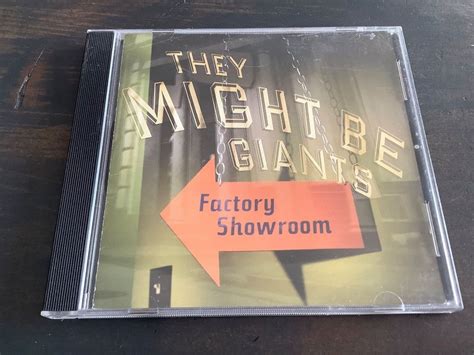 THEY
MIGHT BE
GIANTS
Factory
Showroom